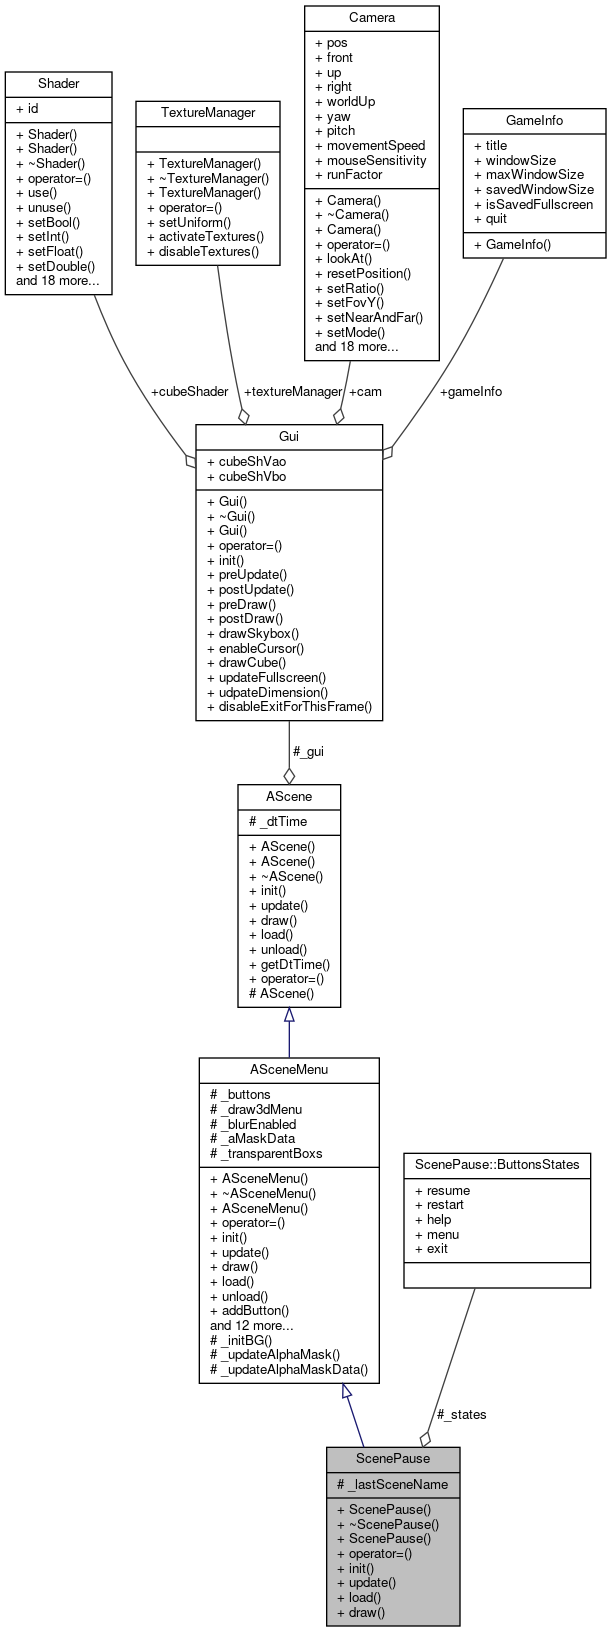 Camera
+ pos
+ front
+ up
+ right
+ worldUp
+ yaw
+ pitch
+ movementSpeed
+ mouseSensitivity
+ runFactor
+ Camera()
+ ~Camera()
+ Camera()
+ operator=()
+ lookAt()
+ resetPosition()
+ setRatio()
+ setFovY()
+ setNearAndFar()
+ setMode()
and 18 more...
Shader
+ id
+ Shader()
+ Shader()
+ ~Shader()
+ operator=()
+ use()
+ unuse()
+ setBool()
+ setInt()
+ setFloat()
+ setDouble()
and 18 more...
TextureManager
+ TextureManager()
+ ~TextureManager()
+ TextureManager()
+ operator=()
+ setUniform()
+ activateTextures()
+ disableTextures()
GameInfo
+ title
+ windowSize
+ maxWindowSize
+ savedWindowSize
+ isSavedFullscreen
+ quit
+ GameInfo()
+cubeShader
+textureManager
+cam
+gameInfo
Gui
+ cubeShVao
+ cubeShVbo
+ Gui()
+ ~Gui()
+ Gui()
+ operator=()
+ init()
+ preUpdate()
+ postUpdate()
+ preDraw()
+ postDraw()
+ drawSkybox()
+ enableCursor()
+ drawCube()
+ updateFullscreen()
+ udpateDimension()
+ disableExitForThisFrame()
#_gui
AScene
# _dtTime
+ AScene()
+ AScene()
+ ~AScene()
+ init()
+ update()
+ draw()
+ load()
+ unload()
+ getDtTime()
+ operator=()
# AScene()
ASceneMenu
# _buttons
# _draw3dMenu
# _blurEnabled
# _aMaskData
# _transparentBoxs
+ ASceneMenu()
+ ~ASceneMenu()
+ ASceneMenu()
+ operator=()
+ init()
+ update()
+ draw()
+ load()
+ unload()
+ addButton()
and 12 more...
# _initBG()
# _updateAlphaMask()
# _updateAlphaMaskData()
ScenePause::ButtonsStates
+ resume
+ restart
+ help
+ menu
+ exit
#_states
ScenePause
# _lastSceneName
+ ScenePause()
+ ~ScenePause()
+ ScenePause()
+ operator=()
+ init()
+ update()
+ load()
+ draw()